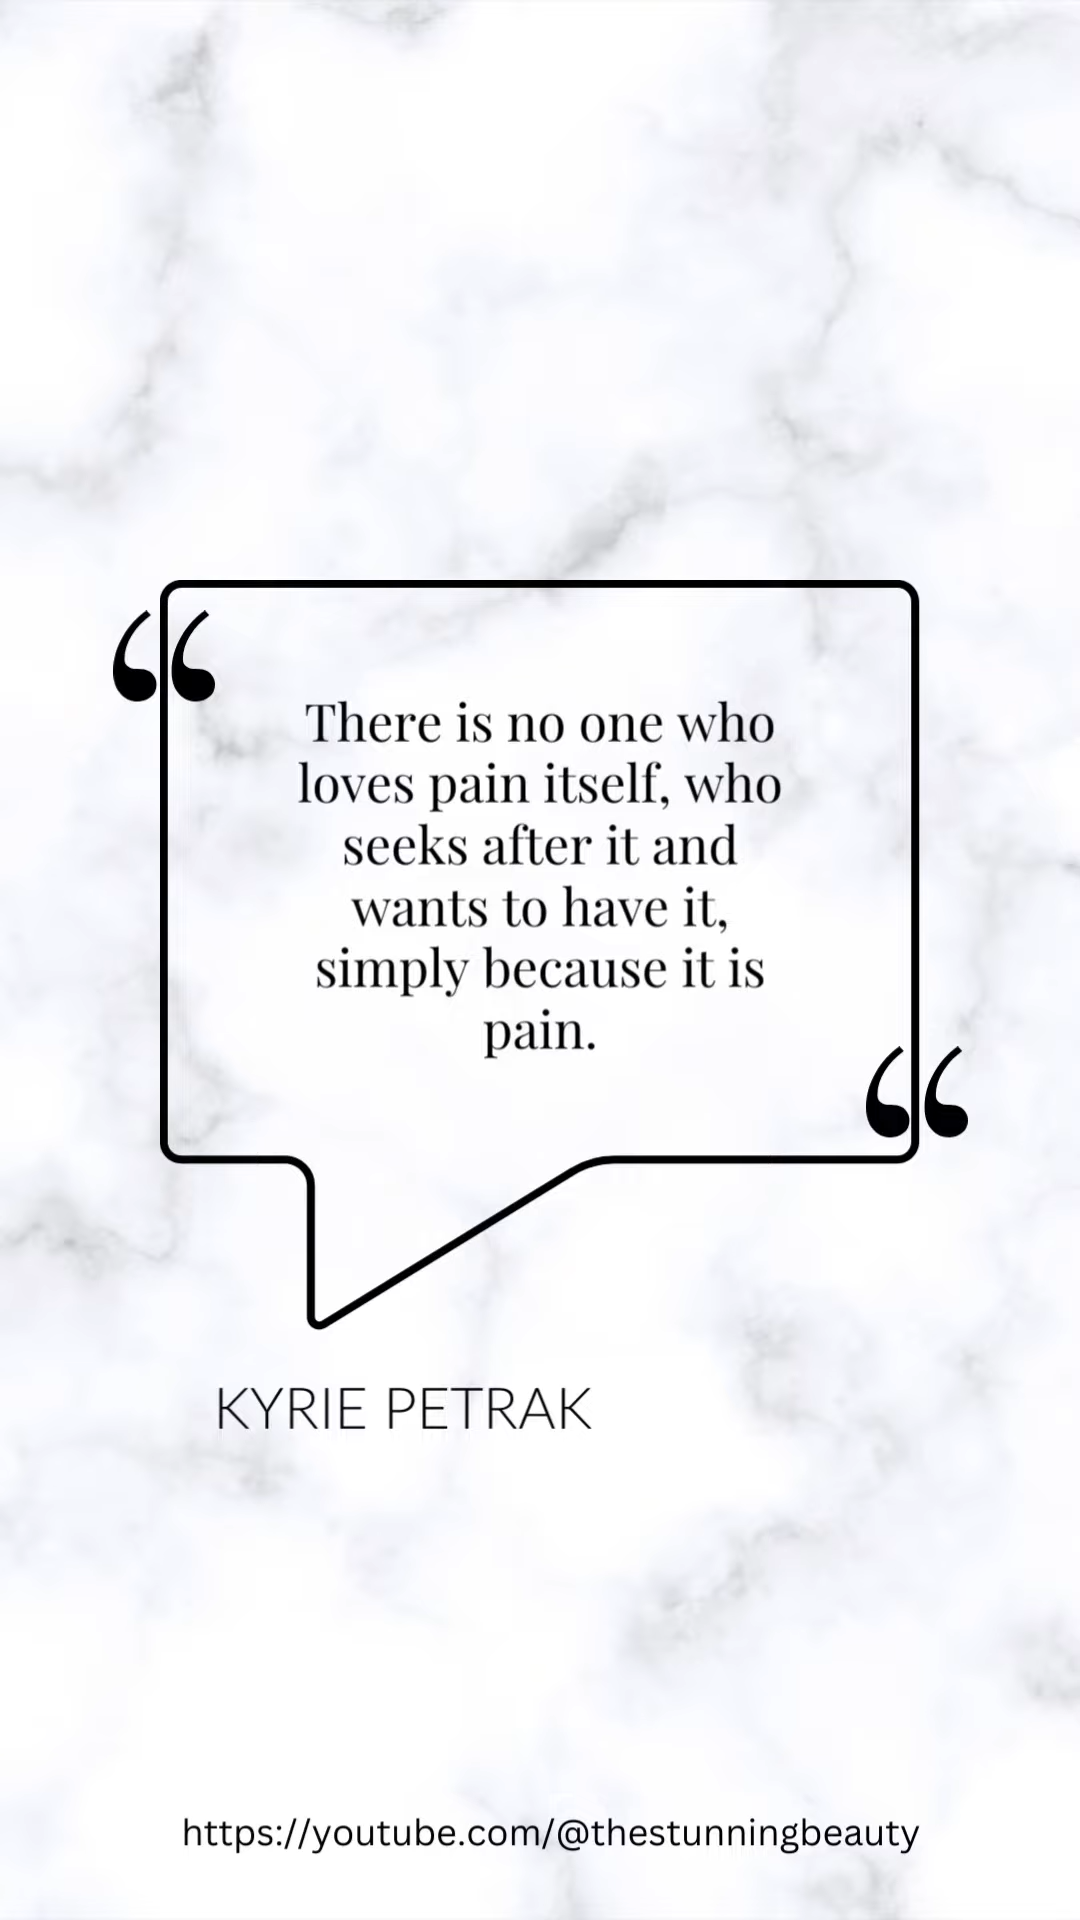 “
There is no one who
loves pain itself, who
seeks after it and
wants to have it,
simply because it is
pain.
“
KYRIE PETRAK
https://youtube.com/@thestunningbeauty